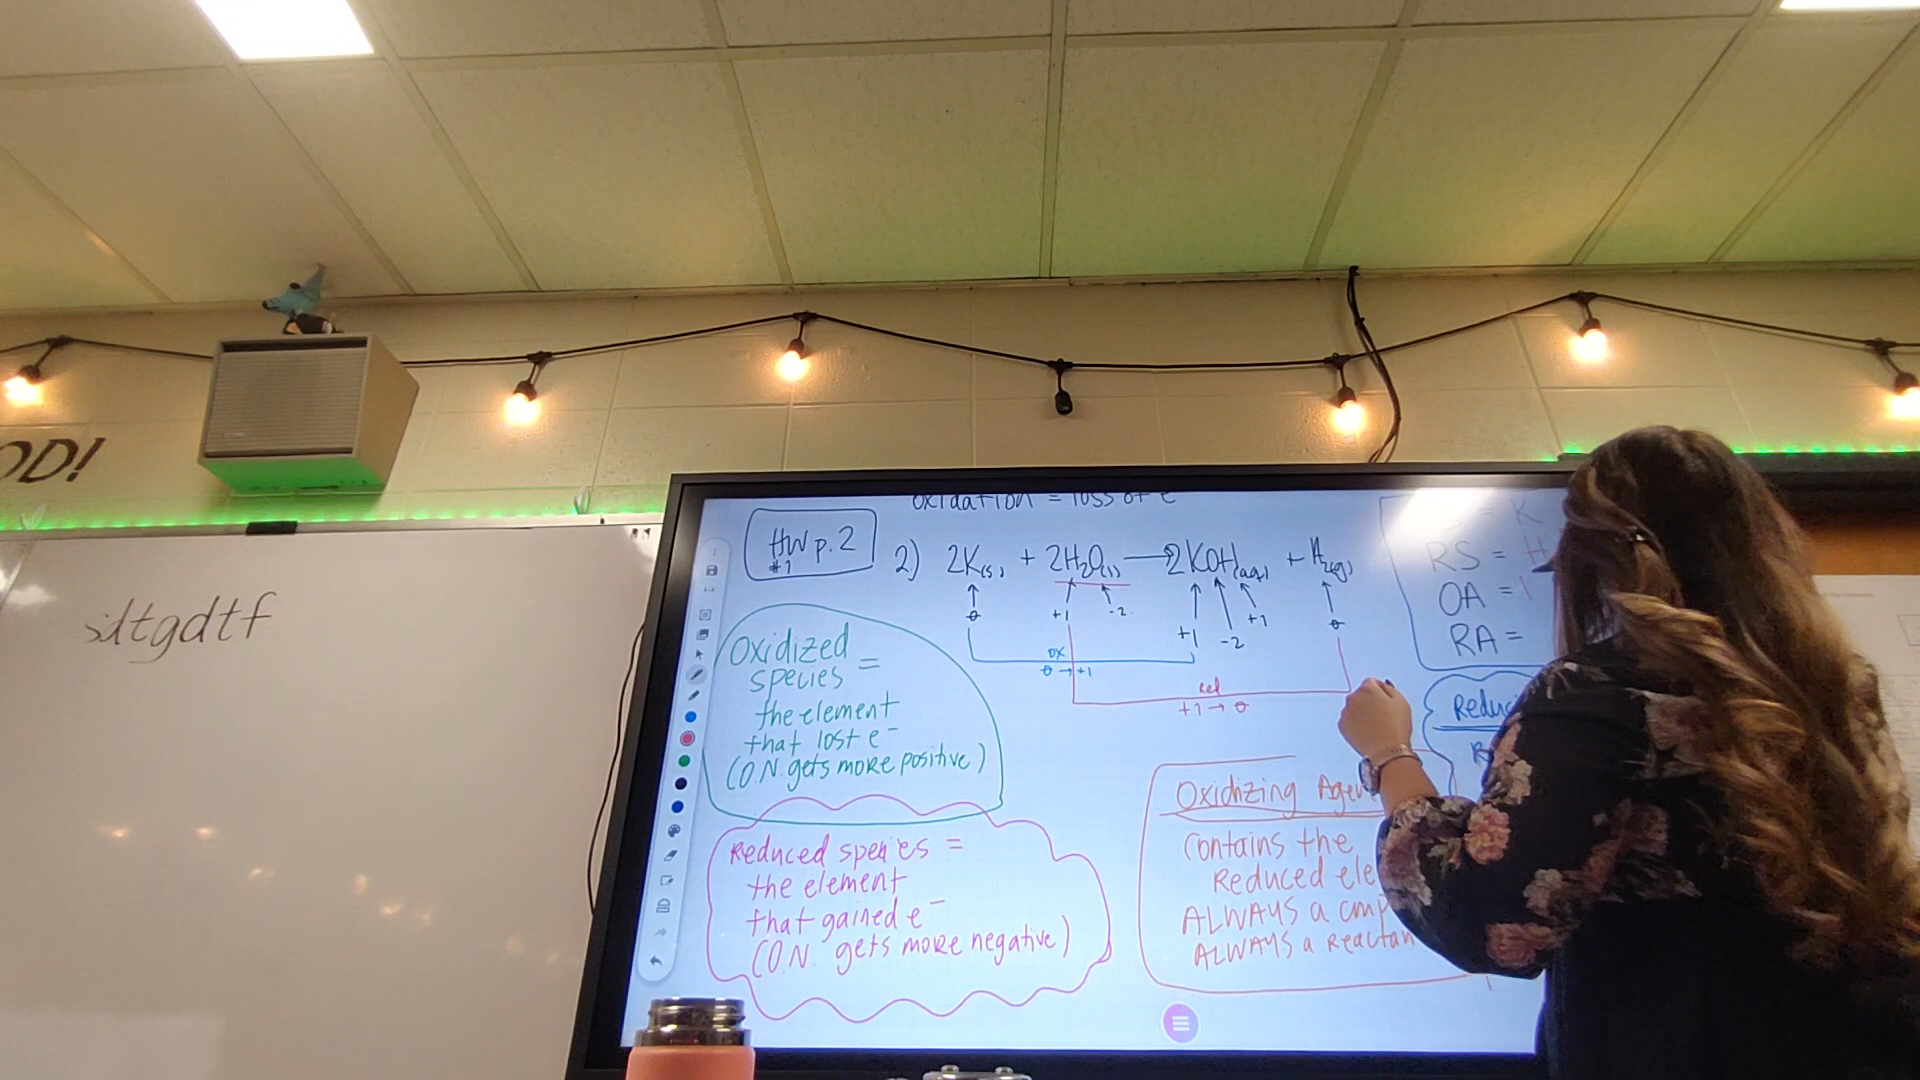 OD!
sdtgdtf
oxidation = loss of e
HW p. 2
#1
2) 2K(s) + 2H₂O(l) → 2KOH(aq) + H₂(g)
0 +1 -2 +1 -2 +1 0
ox
0 → +1
red
+1 → 0
Oxidized
species =
the element
that lost e⁻
(O.N. gets more positive)
Reduced species =
the element
that gained e⁻
(O.N. gets more negative)
= K
RS = H
OA =
RA =
Reduc
Oxidizing Agen
contains the
Reduced ele
ALWAYS a cmp
ALWAYS a Reactan